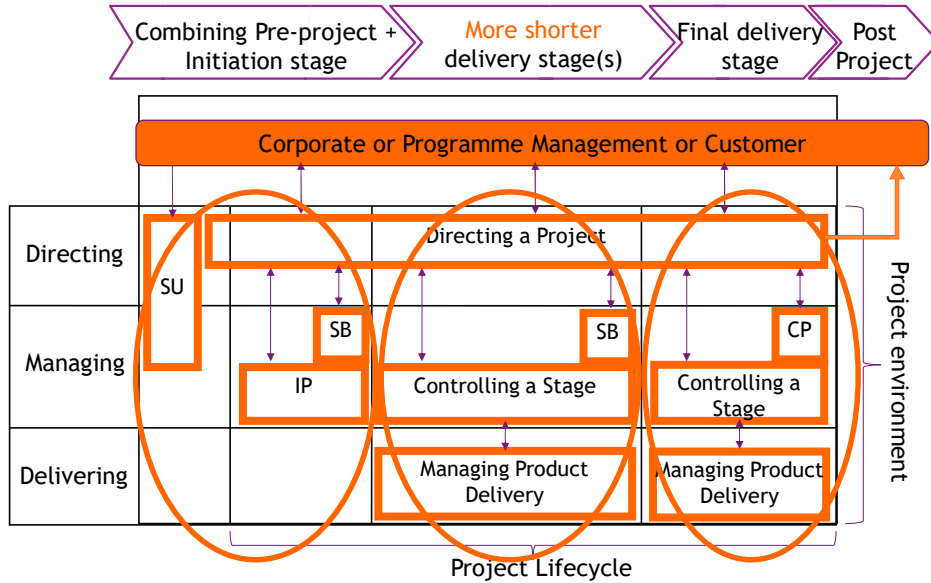 Combining Pre-project +
Initiation stage
More shorter
delivery stage(s)
Final delivery
stage
Post
Project
Corporate or Programme Management or Customer
Directing
SU
Directing a Project
Managing
SB
SB
CP
IP
Controlling a Stage
Controlling a
Stage
Delivering
Managing Product
Delivery
Managing Product
Delivery
Project environment
Project Lifecycle